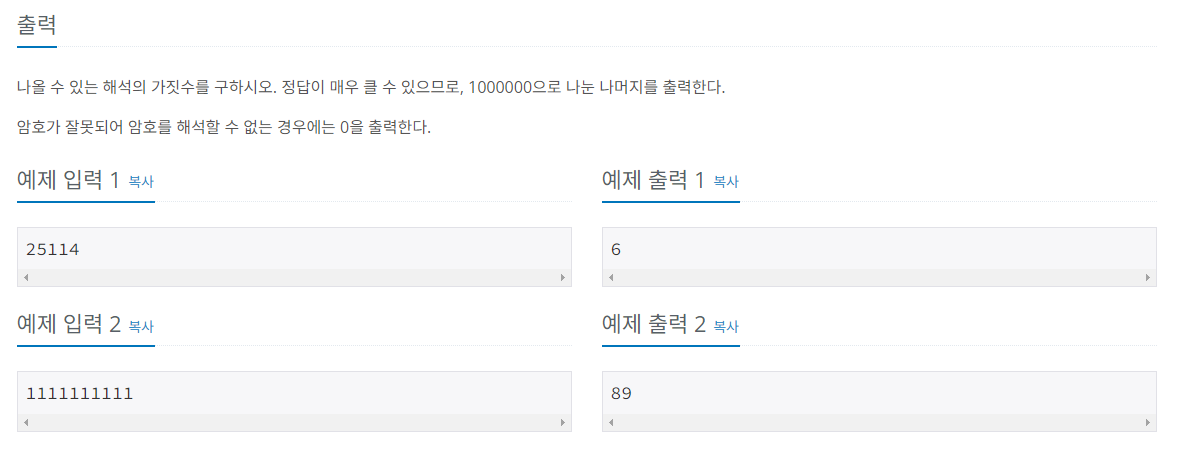 출력
나올 수 있는 해석의 가짓수를 구하시오. 정답이 매우 클 수 있으므로, 1000000으로 나눈 나머지를 출력한다.
암호가 잘못되어 암호를 해석할 수 없는 경우에는 0을 출력한다.
예제 입력 1 복사
25114
예제 출력 1 복사
6
예제 입력 2 복사
1111111111
예제 출력 2 복사
89